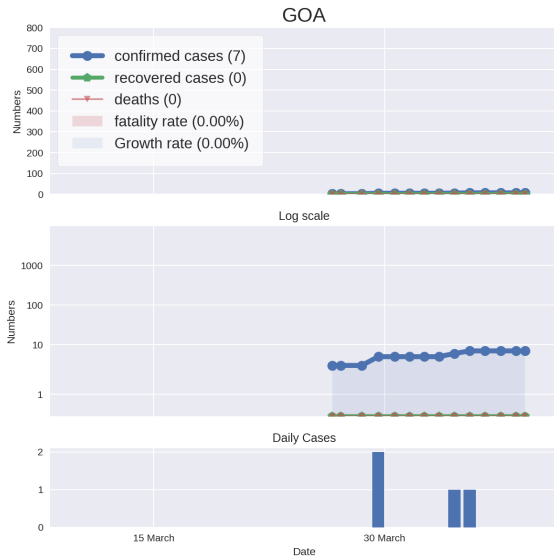 GOA
800
700
600
500
400
300
200
100
0
Numbers
confirmed cases (7)
recovered cases (0)
deaths (0)
fatality rate (0.00%)
Growth rate (0.00%)
Log scale
1000
100
10
1
Numbers
Daily Cases
2
1
0
15 March
30 March
Date